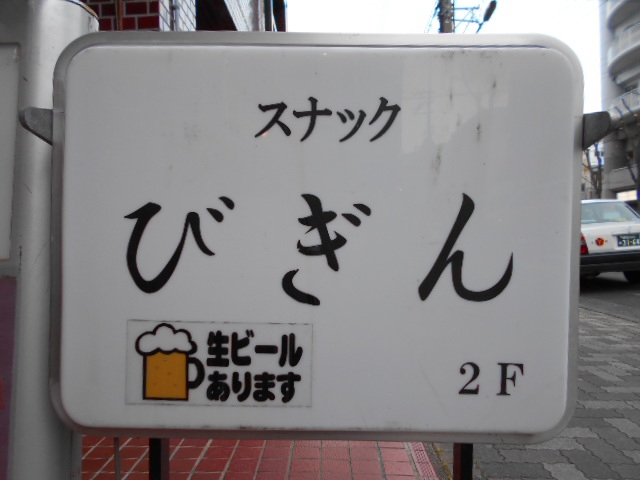 スナック
びぎん
生ビール
あります
2F